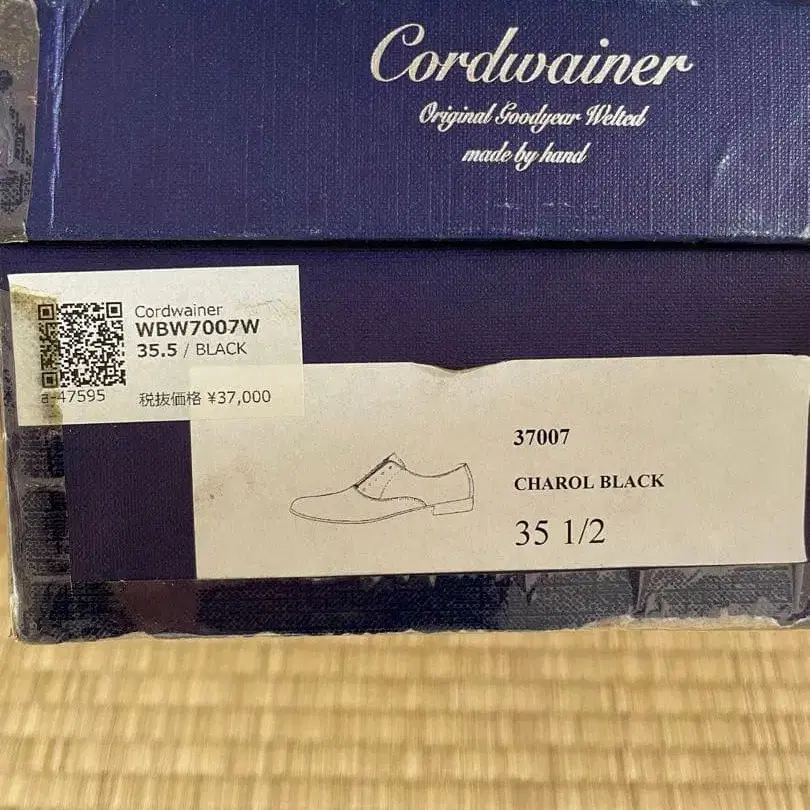 Cordwainer
Original Goodyear Welted
made by hand
Cordwainer
WBW7007W
35.5 / BLACK
a-47595
税抜価格 ¥37,000
37007
CHAROL BLACK
35 1/2